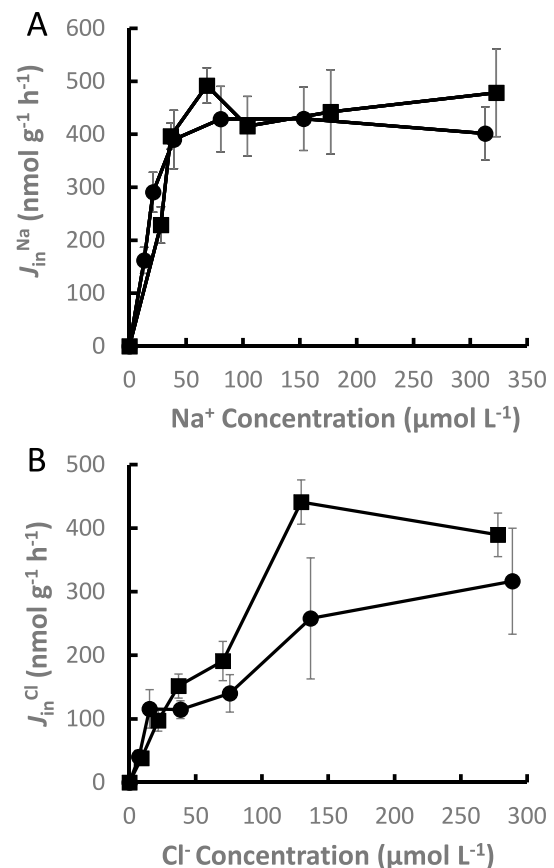 A
600
500
400
300
200
100
0
J_in^Na (nmol g⁻¹ h⁻¹)
0 50 100 150 200 250 300 350
Na⁺ Concentration (µmol L⁻¹)
B
500
400
300
200
100
0
J_in^Cl (nmol g⁻¹ h⁻¹)
0 50 100 150 200 250 300
Cl⁻ Concentration (µmol L⁻¹)